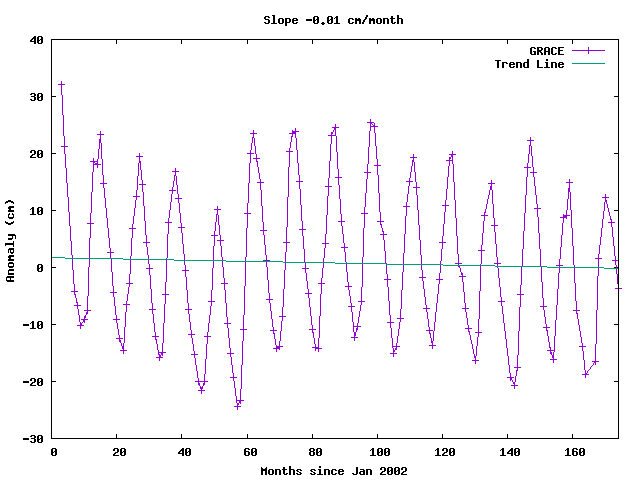 Slope -0.01 cm/month
40
30
20
10
0
-10
-20
-30
Anomaly (cm)
GRACE
Trend Line
0 20 40 60 80 100 120 140 160
Months since Jan 2002